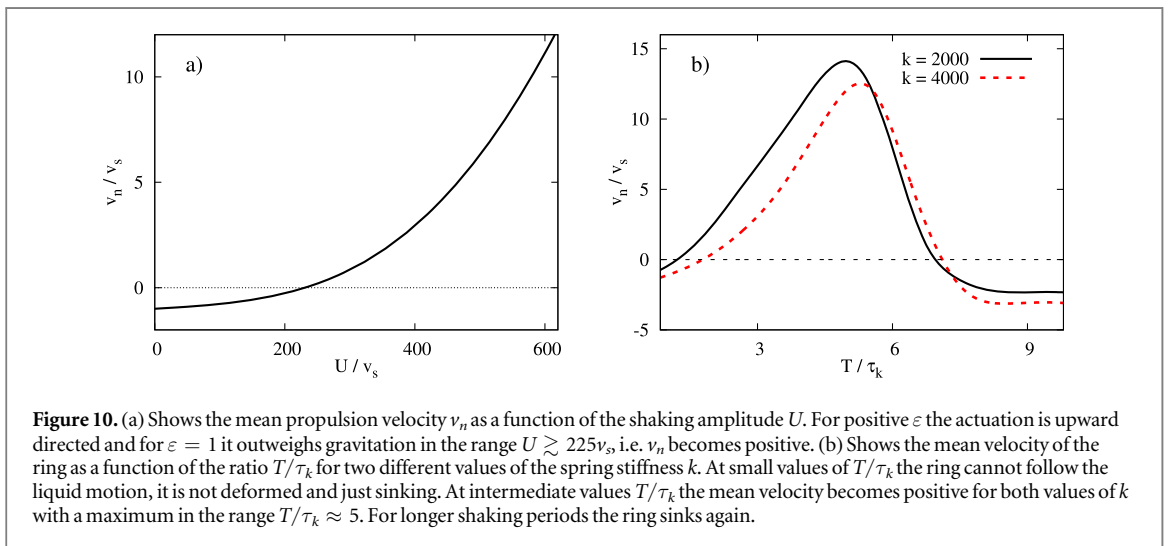 a)
10
5
0
v_n / v_s
0 200 400 600
U / v_s
b)
k = 2000
k = 4000
15
10
5
0
-5
v_n / v_s
3 6 9
T / τ_k
Figure 10. (a) Shows the mean propulsion velocity v_n as a function of the shaking amplitude U. For positive ε the actuation is upward
directed and for ε = 1 it outweighs gravitation in the range U ≳ 225v_s, i.e. v_n becomes positive. (b) Shows the mean velocity of the
ring as a function of the ratio T/τ_k for two different values of the spring stiffness k. At small values of T/τ_k the ring cannot follow the
liquid motion, it is not deformed and just sinking. At intermediate values T/τ_k the mean velocity becomes positive for both values of k
with a maximum in the range T/τ_k ≈ 5. For longer shaking periods the ring sinks again.